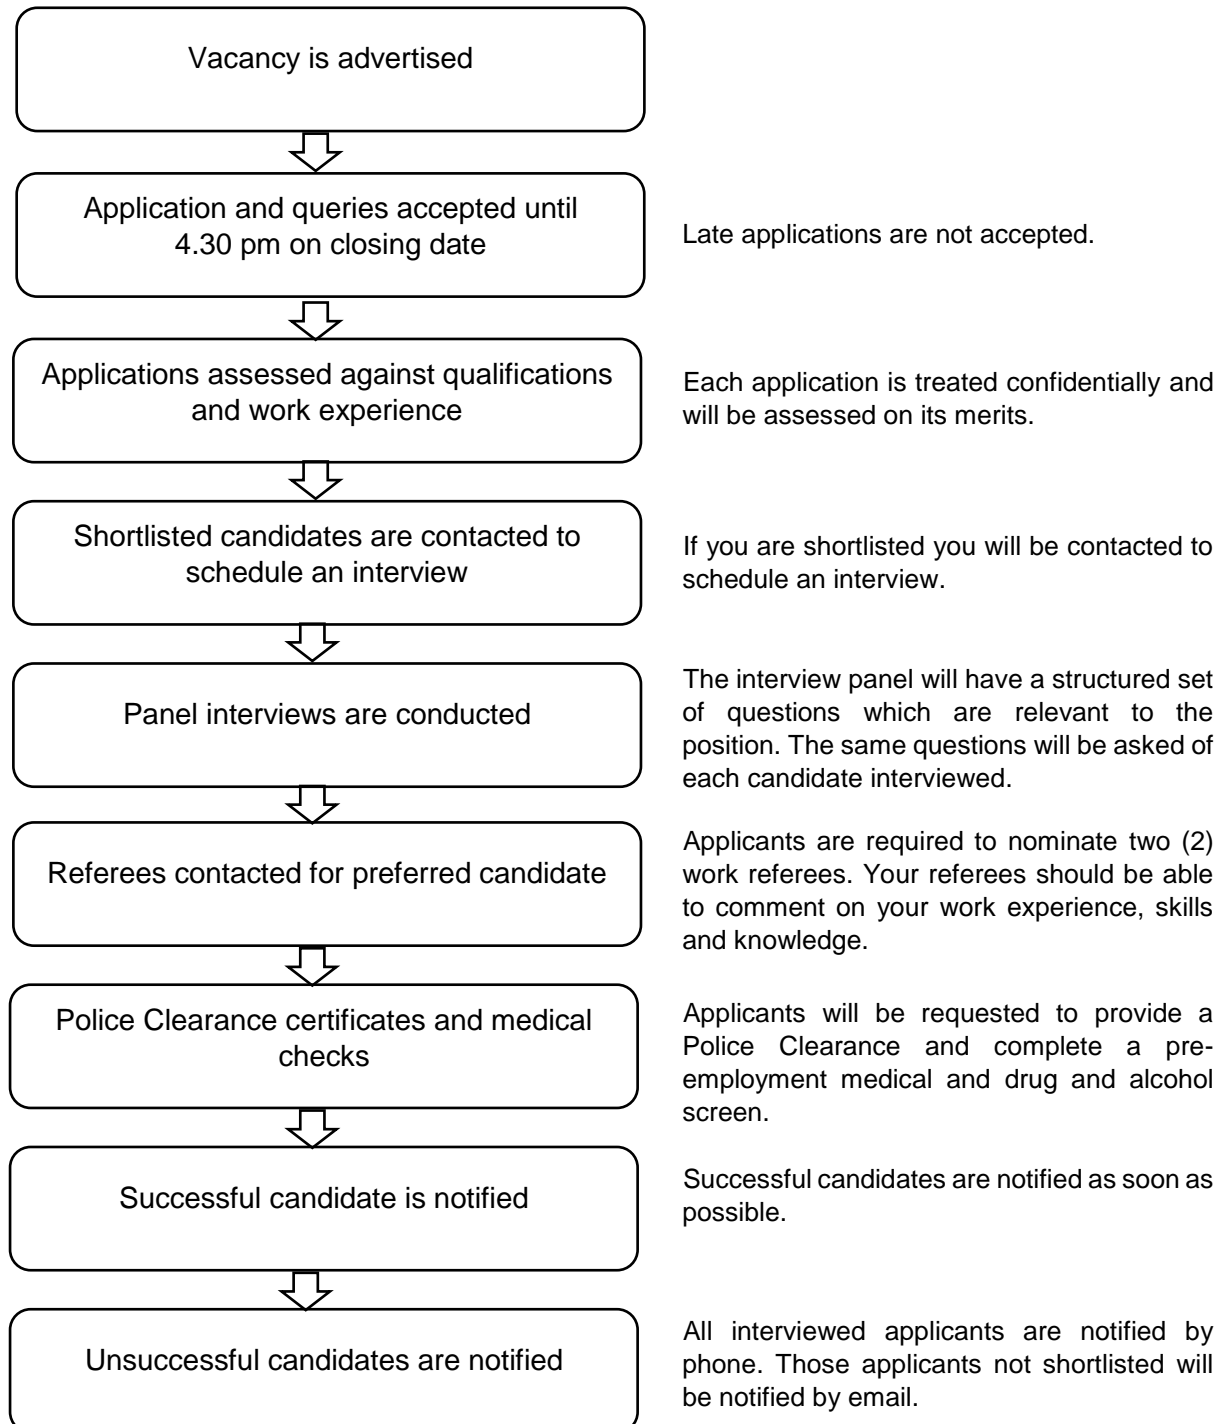 Vacancy is advertised
Application and queries accepted until
4.30 pm on closing date
Late applications are not accepted.
Applications assessed against qualifications
and work experience
Each application is treated confidentially and
will be assessed on its merits.
Shortlisted candidates are contacted to
schedule an interview
If you are shortlisted you will be contacted to
schedule an interview.
Panel interviews are conducted
The interview panel will have a structured set
of questions which are relevant to the
position. The same questions will be asked of
each candidate interviewed.
Referees contacted for preferred candidate
Applicants are required to nominate two (2)
work referees. Your referees should be able
to comment on your work experience, skills
and knowledge.
Police Clearance certificates and medical
checks
Applicants will be requested to provide a
Police Clearance and complete a pre-
employment medical and drug and alcohol
screen.
Successful candidate is notified
Successful candidates are notified as soon as
possible.
Unsuccessful candidates are notified
All interviewed applicants are notified by
phone. Those applicants not shortlisted will
be notified by email.